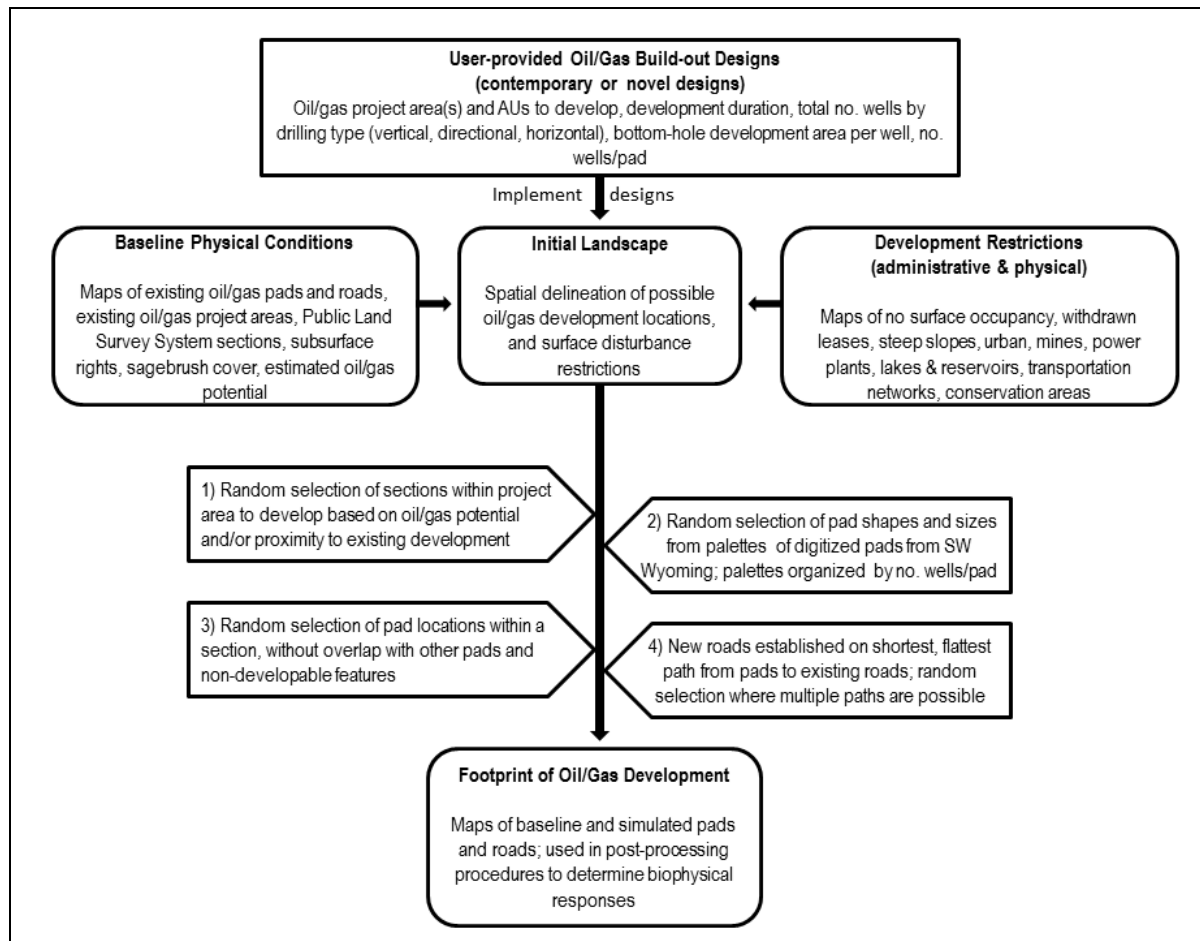 User-provided Oil/Gas Build-out Designs
(contemporary or novel designs)
Oil/gas project area(s) and AUs to develop, development duration, total no. wells by
drilling type (vertical, directional, horizontal), bottom-hole development area per well, no.
wells/pad
Implement designs
Baseline Physical Conditions
Maps of existing oil/gas pads and roads,
existing oil/gas project areas, Public Land
Survey System sections, subsurface
rights, sagebrush cover, estimated oil/gas
potential
Initial Landscape
Spatial delineation of possible
oil/gas development locations,
and surface disturbance
restrictions
Development Restrictions
(administrative & physical)
Maps of no surface occupancy, withdrawn
leases, steep slopes, urban, mines, power
plants, lakes & reservoirs, transportation
networks, conservation areas
1) Random selection of sections within project
area to develop based on oil/gas potential
and/or proximity to existing development
2) Random selection of pad shapes and sizes
from palettes of digitized pads from SW
Wyoming; palettes organized by no. wells/pad
3) Random selection of pad locations within a
section, without overlap with other pads and
non-developable features
4) New roads established on shortest, flattest
path from pads to existing roads; random
selection where multiple paths are possible
Footprint of Oil/Gas Development
Maps of baseline and simulated pads
and roads; used in post-processing
procedures to determine biophysical
responses